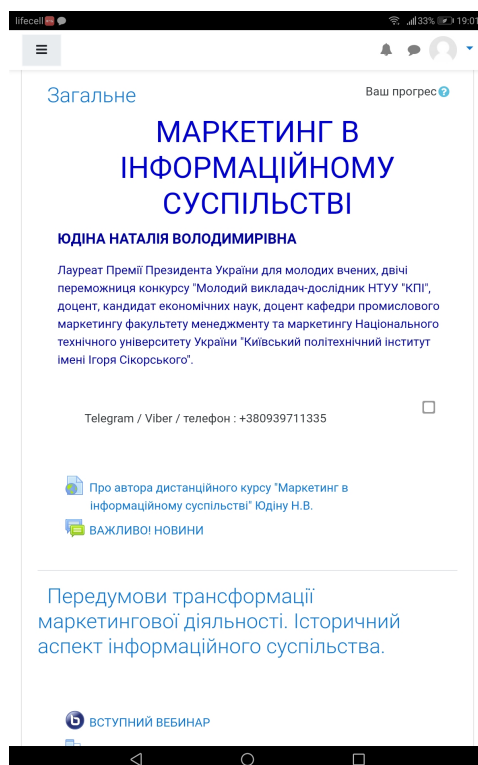 lifecell
33% 19:01
Загальне
Ваш прогрес
МАРКЕТИНГ В
ІНФОРМАЦІЙНОМУ
СУСПІЛЬСТВІ
ЮДІНА НАТАЛІЯ ВОЛОДИМИРІВНА
Лауреат Премії Президента України для молодих вчених, двічі
переможниця конкурсу "Молодий викладач-дослідник НТУУ "КПІ",
доцент, кандидат економічних наук, доцент кафедри промислового
маркетингу факультету менеджменту та маркетингу Національного
технічного університету України "Київський політехнічний інститут
імені Ігоря Сікорського".
Telegram / Viber / телефон : +380939711335
Про автора дистанційного курсу "Маркетинг в
інформаційному суспільстві" Юдіну Н.В.
ВАЖЛИВО! НОВИНИ
Передумови трансформації
маркетингової діяльності. Історичний
аспект інформаційного суспільства.
ВСТУПНИЙ ВЕБИНАР